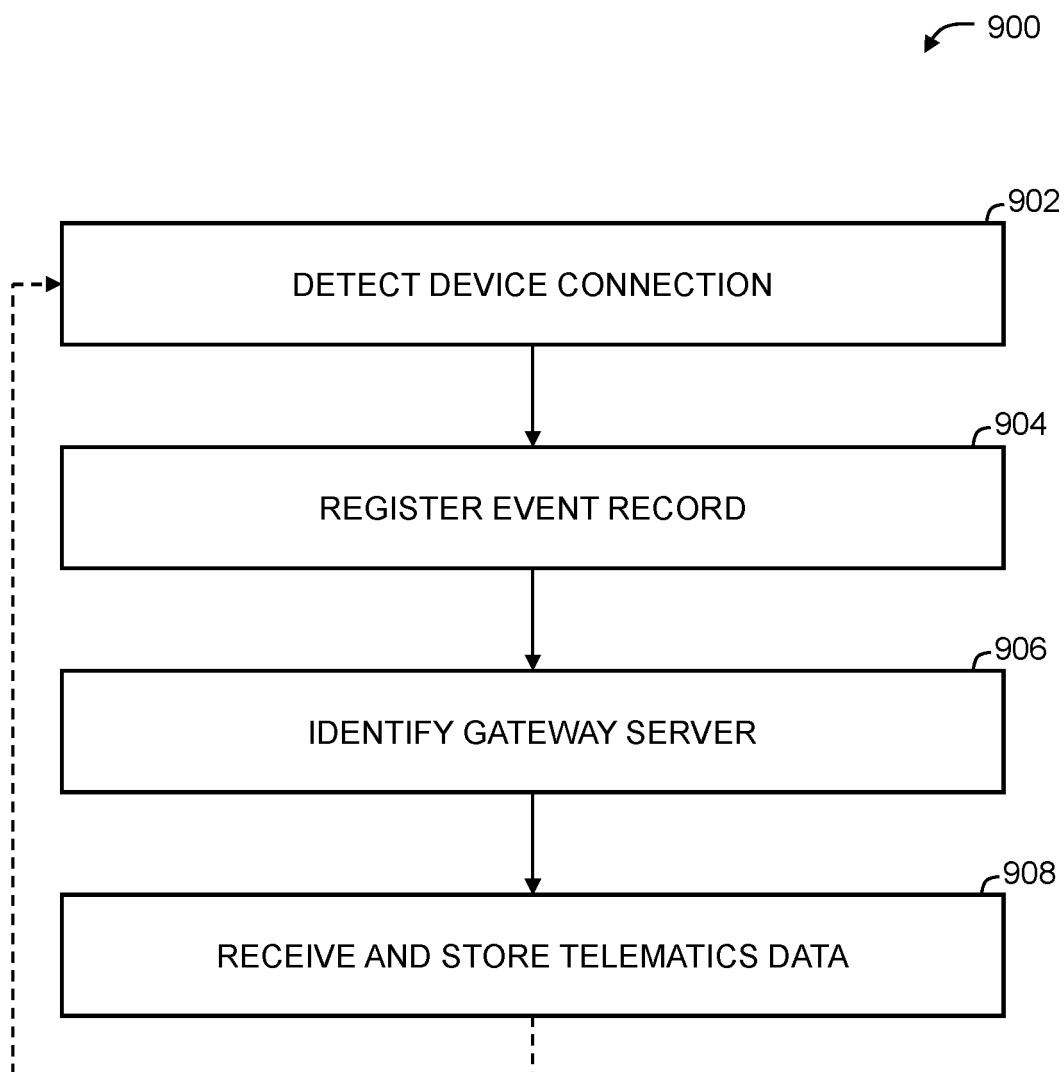 900
902
DETECT DEVICE CONNECTION
904
REGISTER EVENT RECORD
906
IDENTIFY GATEWAY SERVER
908
RECEIVE AND STORE TELEMATICS DATA